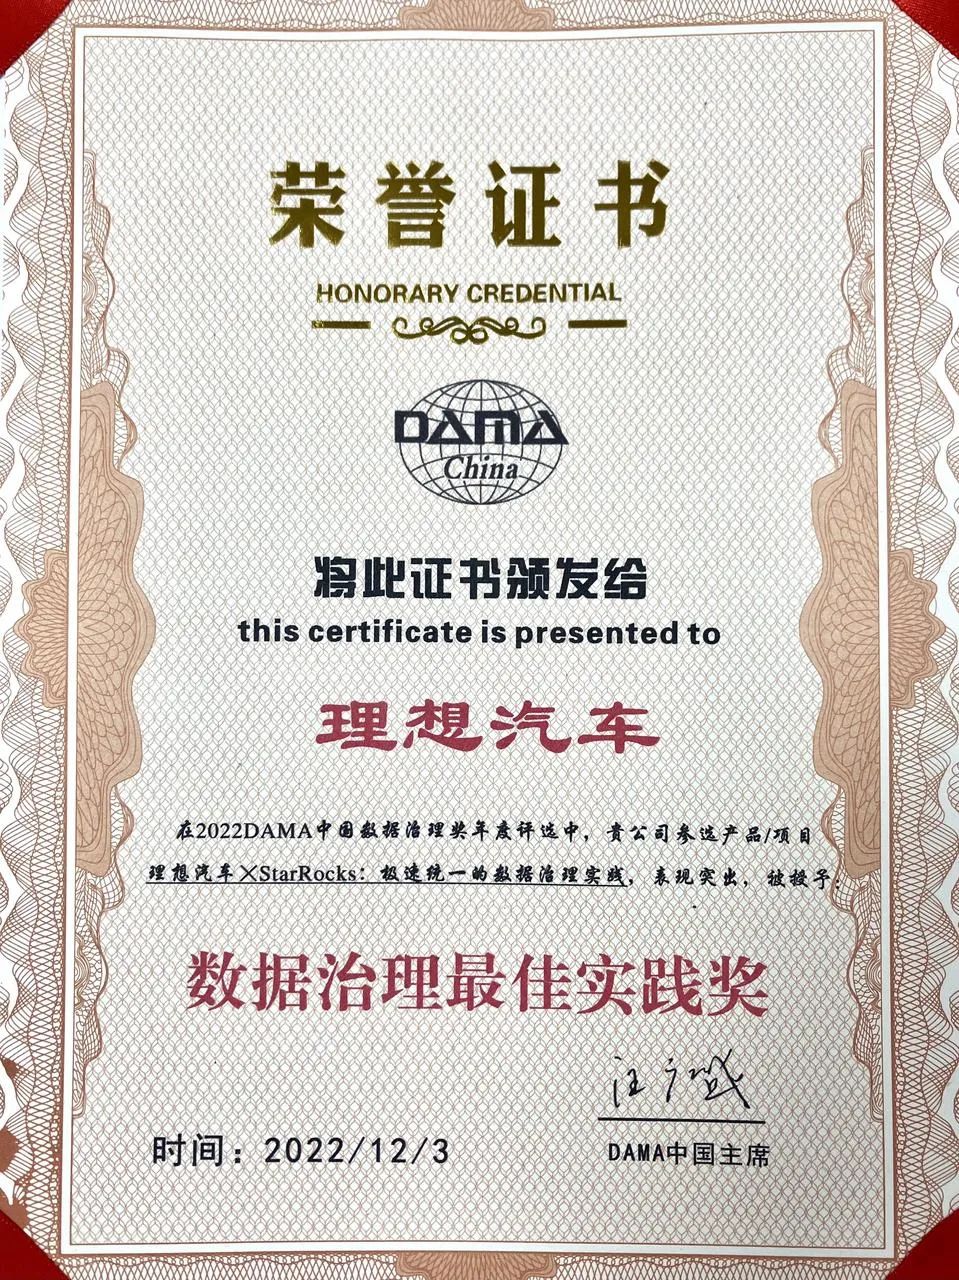 荣誉证书
HONORARY CREDENTIAL
DAMA
China
将此证书颁发给
this certificate is presented to
理想汽车
在2022DAMA中国数据治理奖年度评选中，贵公司参选产品/项目
理想汽车×StarRocks：极速统一的数据治理实践，表现突出，被授予：
数据治理最佳实践奖
汪广盛
时间：2022/12/3
DAMA中国主席